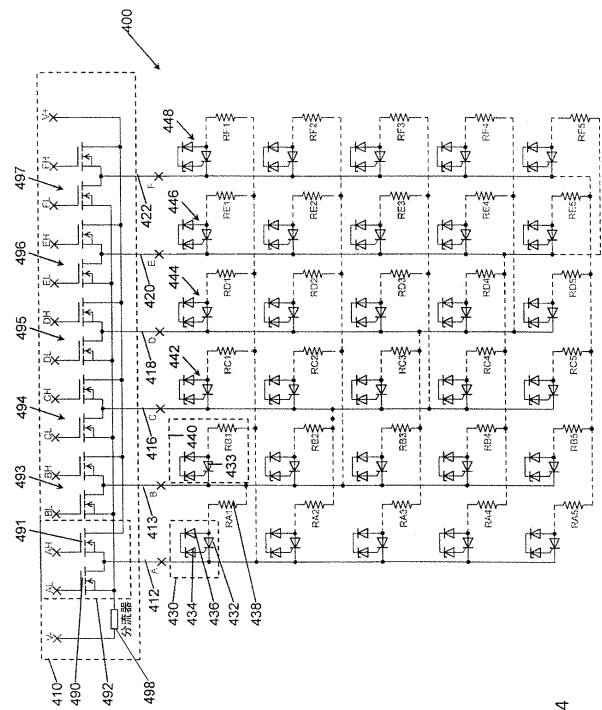 400
497
496
495
494
493
491
V+
FH
FL
EH
EL
DH
DL
CH
CL
BH
BL
AH
AL
V-
分流器
410
490
492
498
422
420
418
416
413
412
F
E
D
C
B
A
448
446
444
442
440
433
430
434
436
432
438
RF1
RF2
RF3
RF4
RF5
RE1
RE2
RE3
RE4
RE5
RD1
RD2
RD3
RD4
RD5
RC1
RC2
RC3
RC4
RC5
RB1
RB2
RB3
RB4
RB5
RA1
RA2
RA3
RA4
RA5
4